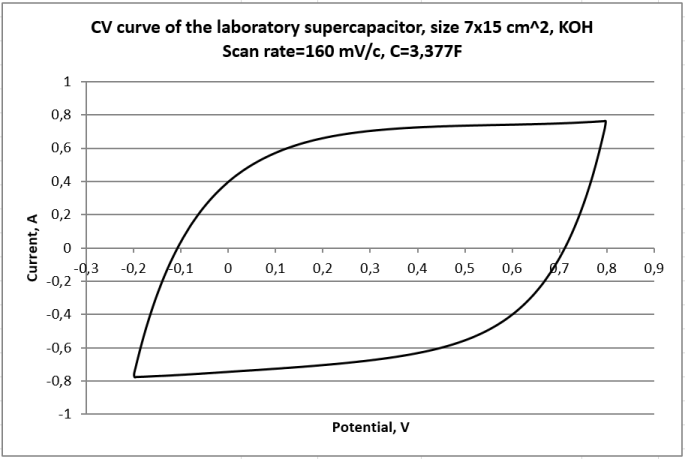 CV curve of the laboratory supercapacitor, size 7x15 cm^2, KOH
Scan rate=160 mV/c, C=3,377F
1
0,8
0,6
0,4
0,2
0
-0,2
-0,4
-0,6
-0,8
-1
Current, A
-0,3 -0,2 -0,1 0 0,1 0,2 0,3 0,4 0,5 0,6 0,7 0,8 0,9
Potential, V